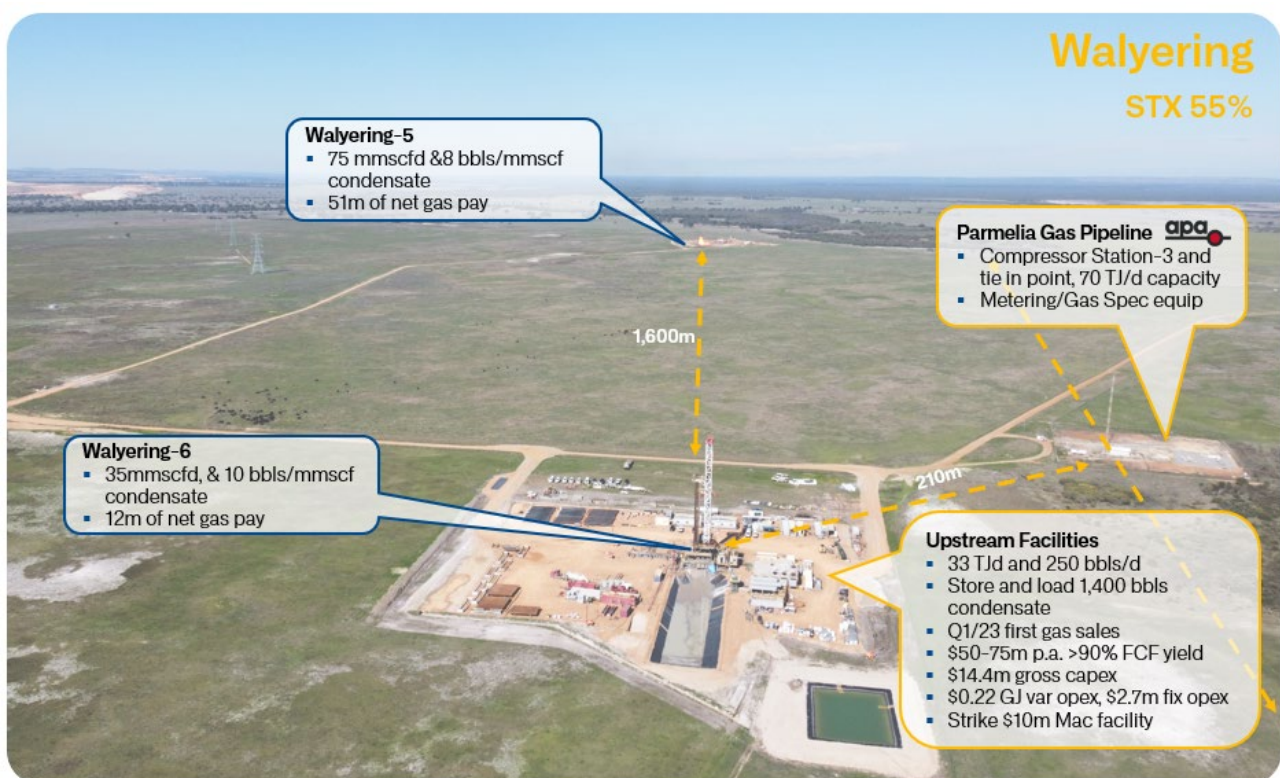 Walyering
STX 55%
Walyering-5
▪ 75 mmscfd &8 bbls/mmscf
condensate
▪ 51m of net gas pay
Parmelia Gas Pipeline apa
▪ Compressor Station-3 and
tie in point, 70 TJ/d capacity
▪ Metering/Gas Spec equip
1,600m
Walyering-6
▪ 35mmscfd, & 10 bbls/mmscf
condensate
▪ 12m of net gas pay
210m
Upstream Facilities
▪ 33 TJd and 250 bbls/d
▪ Store and load 1,400 bbls
condensate
▪ Q1/23 first gas sales
▪ $50-75m p.a. >90% FCF yield
▪ $14.4m gross capex
▪ $0.22 GJ var opex, $2.7m fix opex
▪ Strike $10m Mac facility